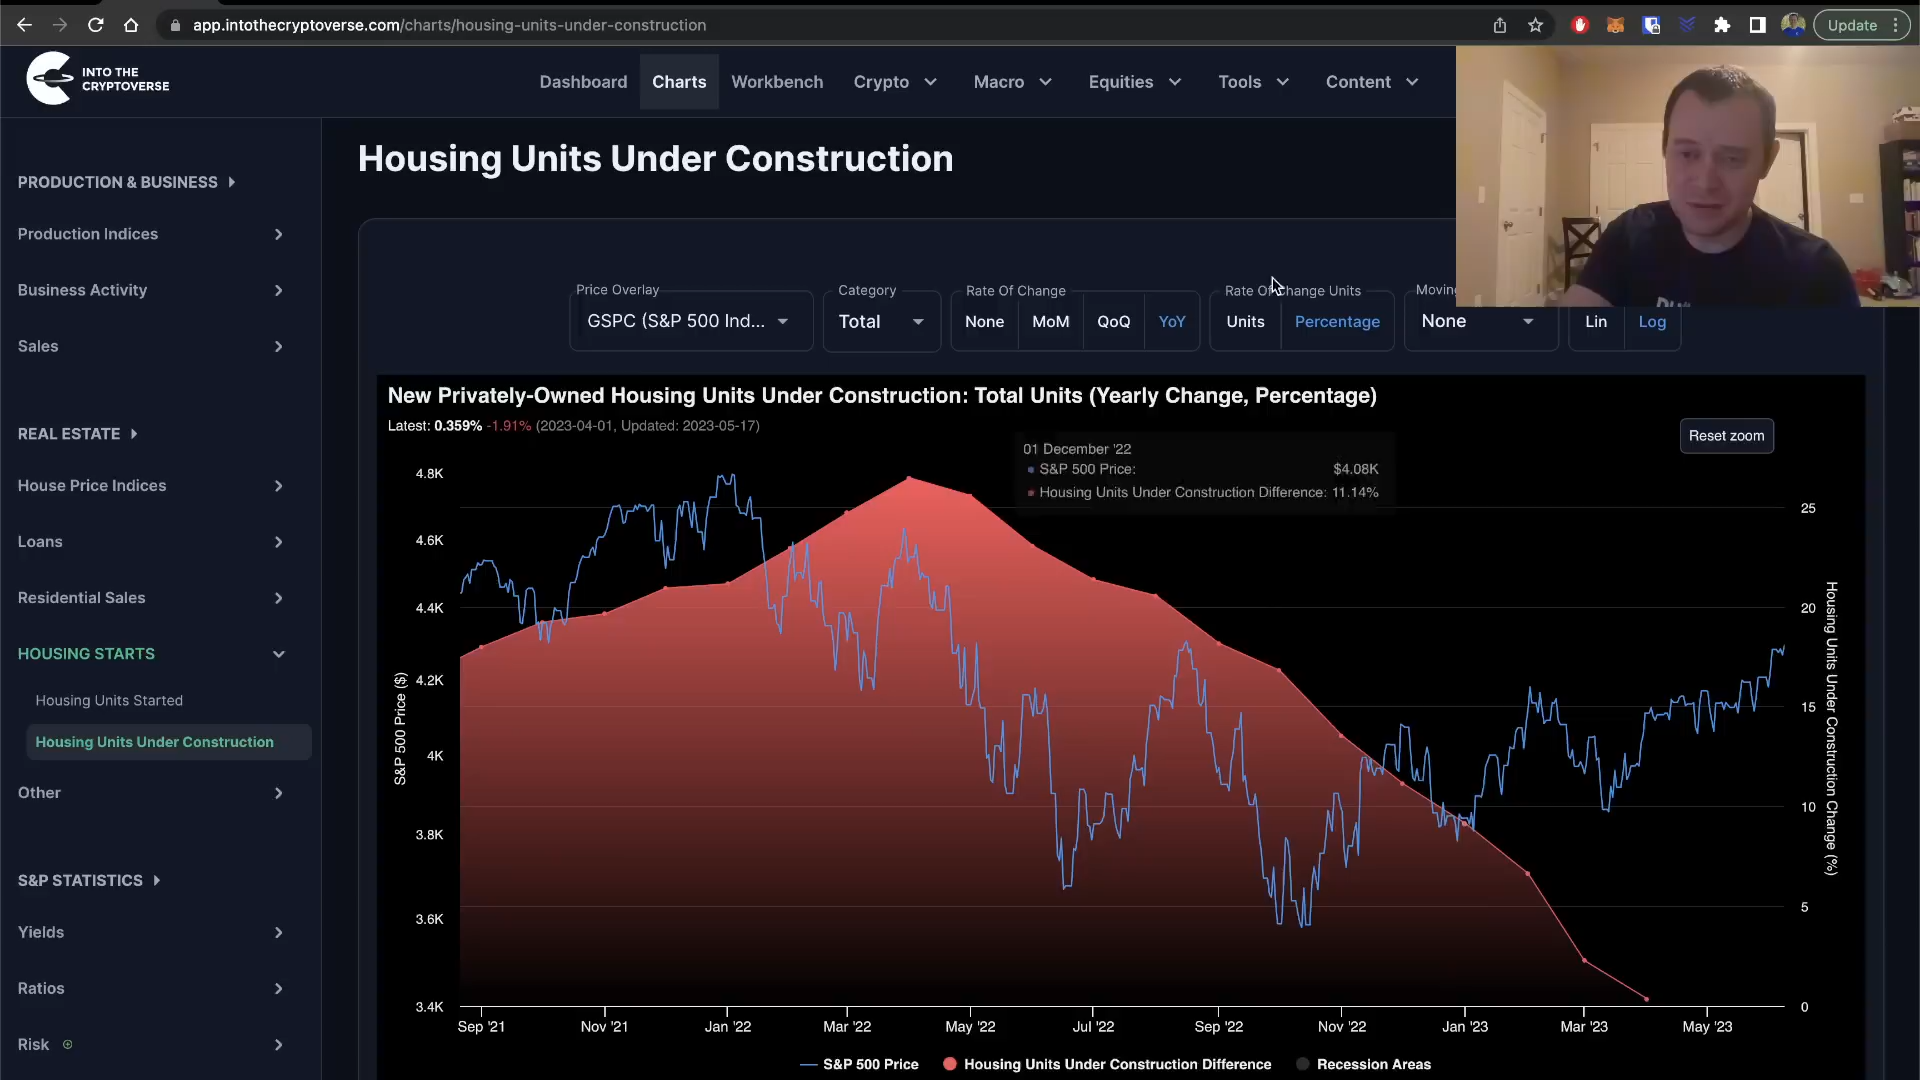 app.intothecryptoverse.com/charts/housing-units-under-construction
Update
INTO THE
CRYPTOVERSE
Dashboard
Charts
Workbench
Crypto
Macro
Equities
Tools
Content
PRODUCTION & BUSINESS
Production Indices
Business Activity
Sales
REAL ESTATE
House Price Indices
Loans
Residential Sales
HOUSING STARTS
Housing Units Started
Housing Units Under Construction
Other
S&P STATISTICS
Yields
Ratios
Risk
Housing Units Under Construction
Price Overlay
GSPC (S&P 500 Ind...
Category
Total
Rate Of Change
None MoM QoQ YoY
Rate Of Change Units
Units Percentage
Movin
None
Lin Log
New Privately-Owned Housing Units Under Construction: Total Units (Yearly Change, Percentage)
Latest: 0.359% -1.91% (2023-04-01, Updated: 2023-05-17)
Reset zoom
01 December '22
S&P 500 Price: $4.08K
Housing Units Under Construction Difference: 11.14%
4.8K
4.6K
4.4K
4.2K
4K
3.8K
3.6K
3.4K
S&P 500 Price ($)
25
20
15
10
5
0
Housing Units Under Construction Change (%)
Sep '21 Nov '21 Jan '22 Mar '22 May '22 Jul '22 Sep '22 Nov '22 Jan '23 Mar '23 May '23
S&P 500 Price Housing Units Under Construction Difference Recession Areas